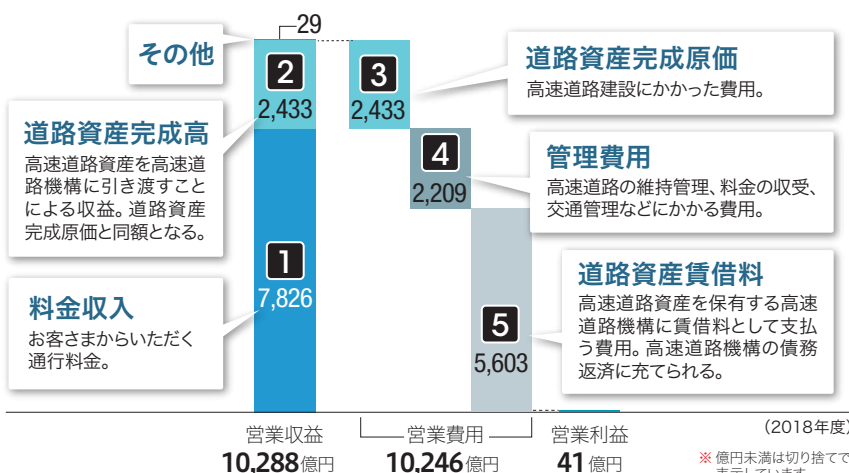 29
その他
2
2,433
3
2,433
道路資産完成原価
高速道路建設にかかった費用。
道路資産完成高
高速道路資産を高速道
路機構に引き渡すこと
による収益。道路資産
完成原価と同額となる。
4
2,209
管理費用
高速道路の維持管理、料金の収受、
交通管理などにかかる費用。
料金収入
お客さまからいただく
通行料金。
1
7,826
5
5,603
道路資産賃借料
高速道路資産を保有する高速
道路機構に賃借料として支払
う費用。高速道路機構の債務
返済に充てられる。
営業収益
10,288億円
営業費用
10,246億円
営業利益
41億円
(2018年度)
※ 億円未満は切り捨てで
表示しています